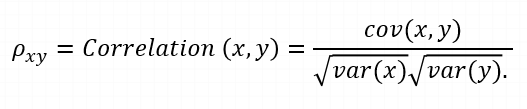 ρxy = Correlation (x, y) = cov(x, y) / √var(x)√var(y).